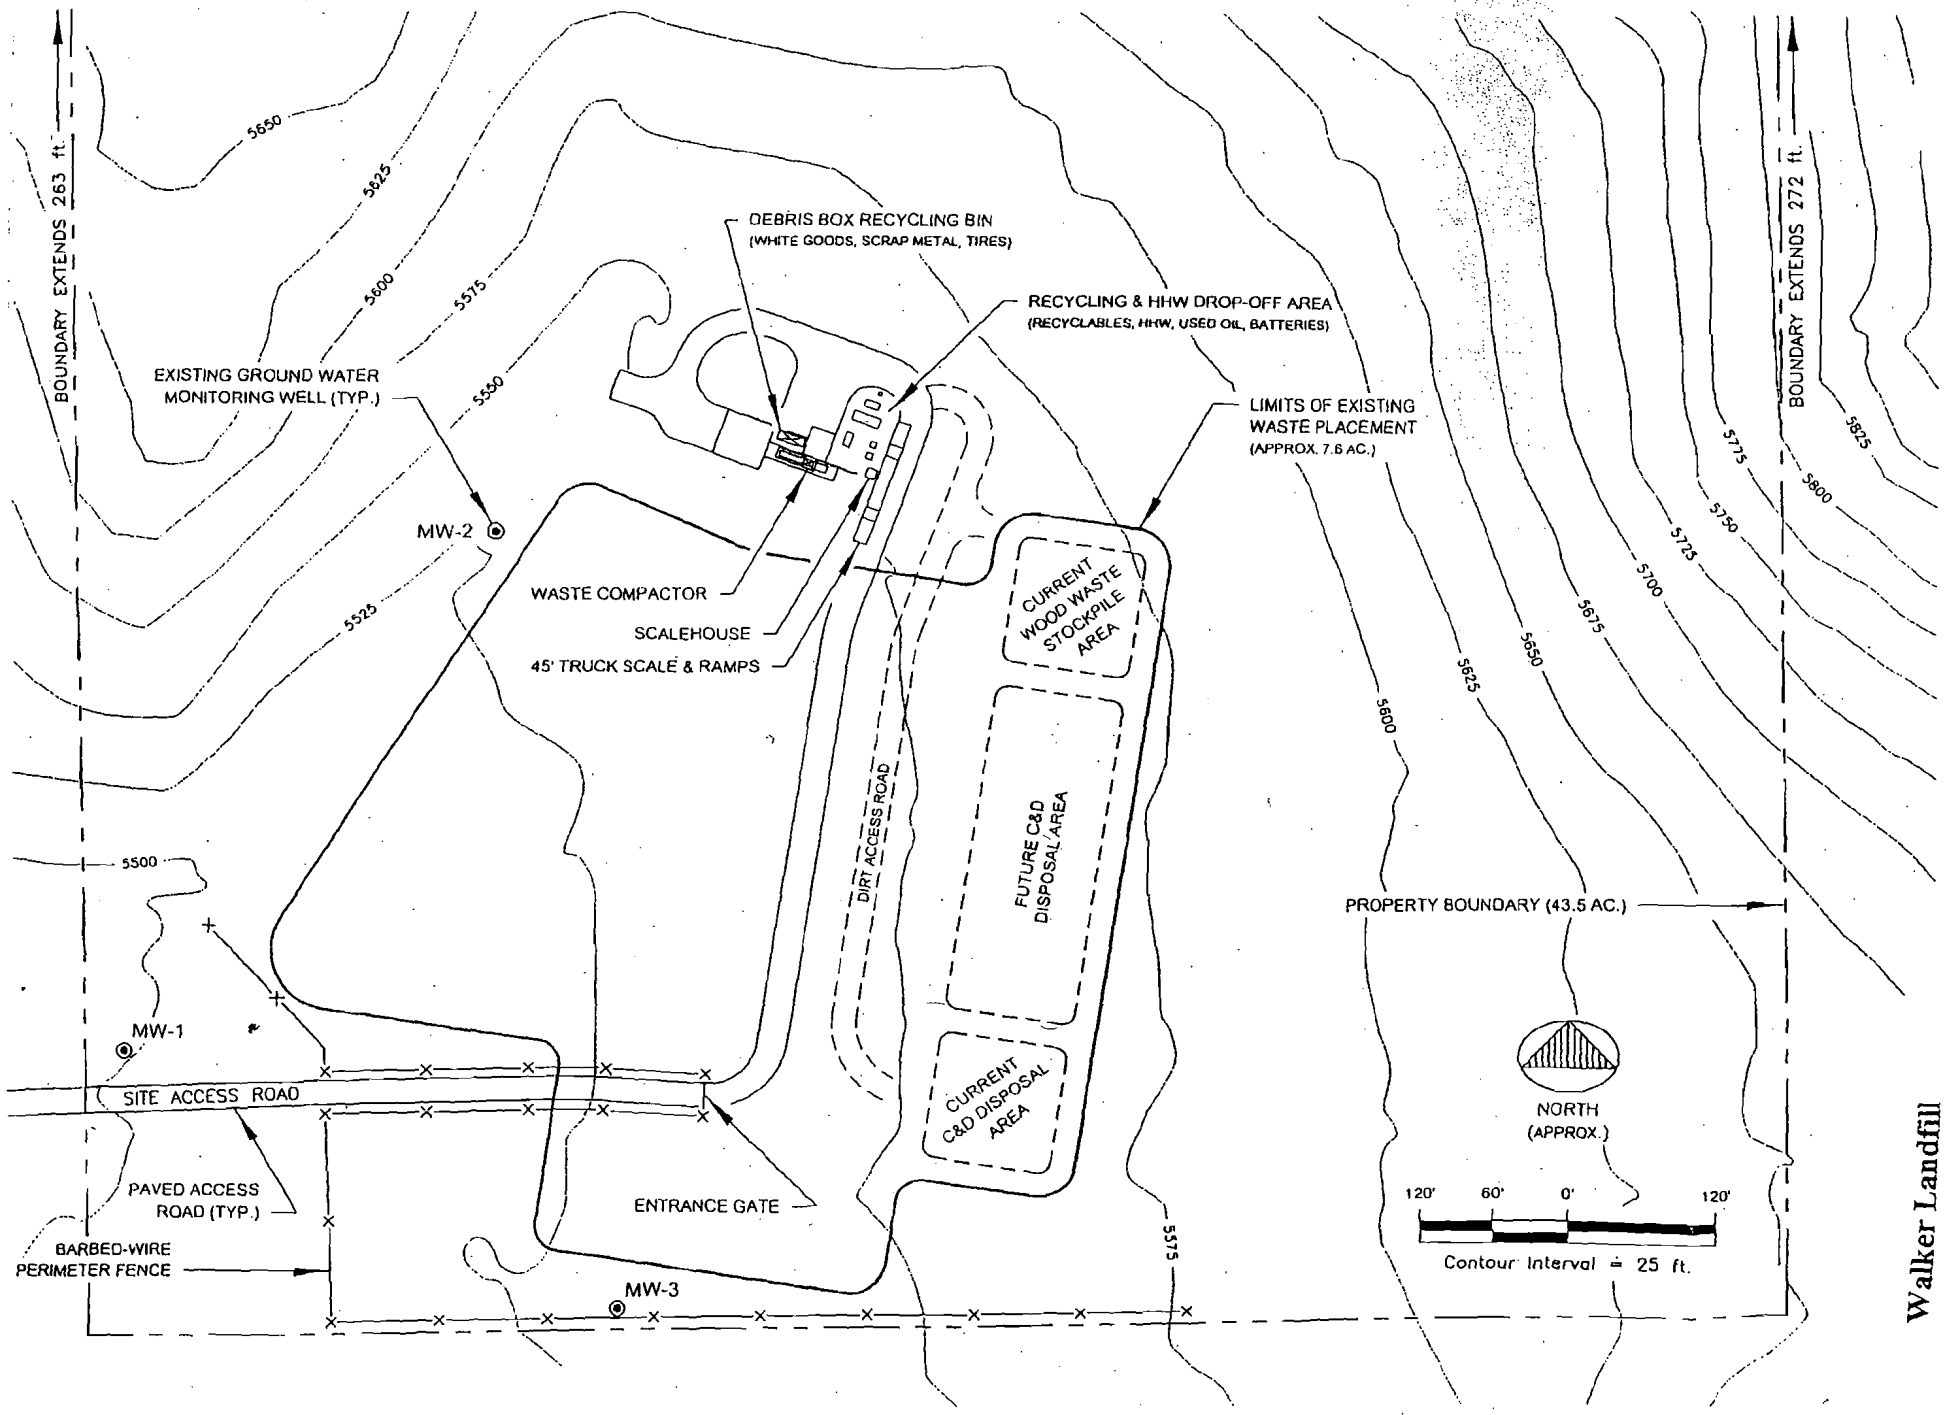 BOUNDARY EXTENDS 263 ft.
BOUNDARY EXTENDS 272 ft.
5650
5625
5600
5575
5550
5525
5500
DEBRIS BOX RECYCLING BIN
(WHITE GOODS, SCRAP METAL, TIRES)
RECYCLING & HHW DROP-OFF AREA
(RECYCLABLES, HHW, USED OIL, BATTERIES)
EXISTING GROUND WATER
MONITORING WELL (TYP.)
LIMITS OF EXISTING
WASTE PLACEMENT
(APPROX. 7.6 AC.)
MW-2
WASTE COMPACTOR
SCALEHOUSE
45' TRUCK SCALE & RAMPS
CURRENT
WOOD WASTE
STOCKPILE
AREA
5825
5800
5775
5750
5725
5700
5675
5650
5625
5600
DIRT ACCESS ROAD
FUTURE C&D
DISPOSAL AREA
PROPERTY BOUNDARY (43.5 AC.)
MW-1
SITE ACCESS ROAD
CURRENT
C&D DISPOSAL
AREA
NORTH
(APPROX.)
PAVED ACCESS
ROAD (TYP.)
ENTRANCE GATE
BARBED-WIRE
PERIMETER FENCE
MW-3
5575
120' 60' 0' 120'
Contour Interval = 25 ft.
Walker Landfill